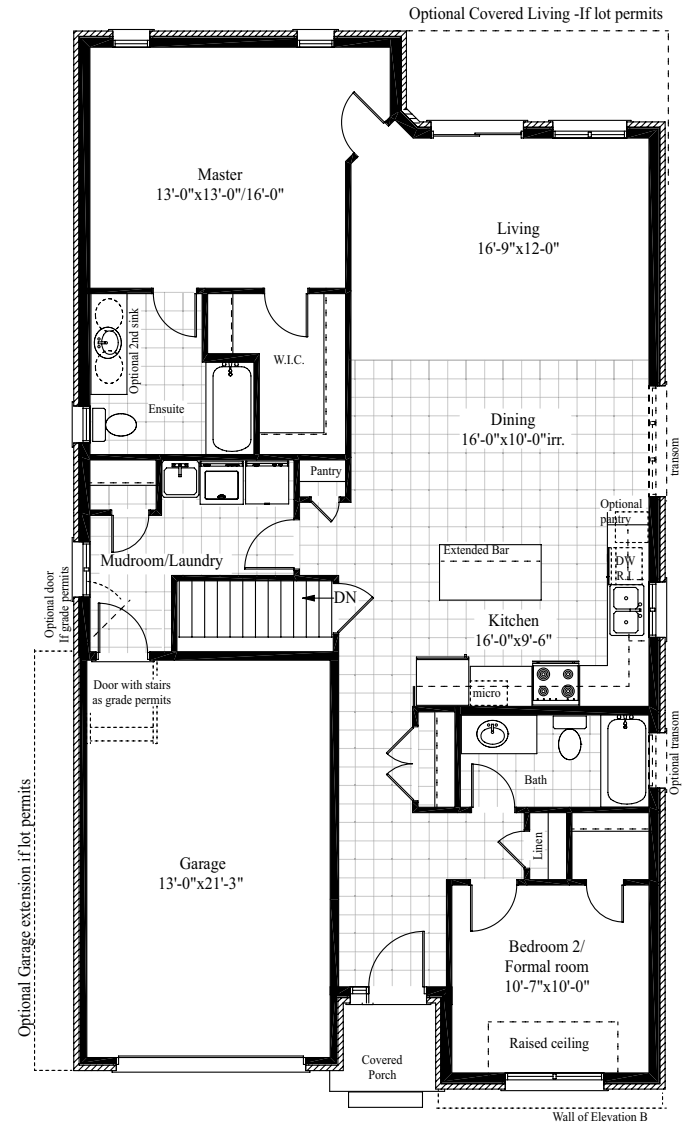 Optional Covered Living -If lot permits
Master
13'-0"x13'-0"/16'-0"
Living
16'-9"x12'-0"
Optional 2nd sink
W.I.C.
Ensuite
Dining
16'-0"x10'-0"irr.
transom
Pantry
Optional
pantry
Extended Bar
DW
R.I.
Mudroom/Laundry
Optional door
If grade permits
DN
Kitchen
16'-0"x9'-6"
Door with stairs
as grade permits
micro
Optional transom
Bath
Optional Garage extension if lot permits
Linen
Garage
13'-0"x21'-3"
Bedroom 2/
Formal room
10'-7"x10'-0"
Raised ceiling
Covered
Porch
Wall of Elevation B